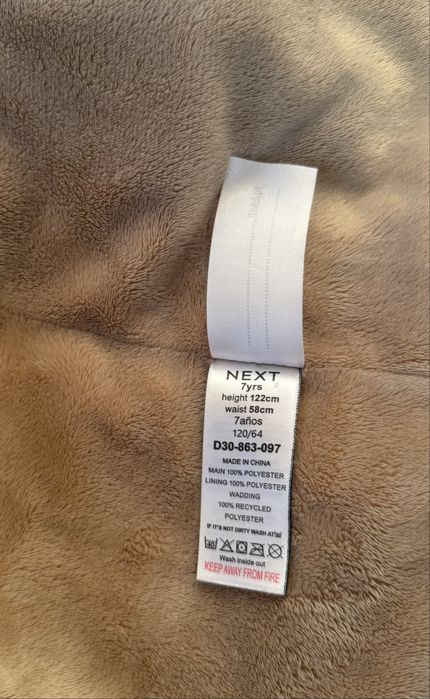 NAME
NEXT
7yrs
height 122cm
waist 58cm
7años
120/64
D30-863-097
MADE IN CHINA
MAIN 100% POLYESTER
LINING 100% POLYESTER
WADDING
100% RECYCLED
POLYESTER
IF IT'S NOT DIRTY WASH AT
40
Wash inside out
KEEP AWAY FROM FIRE